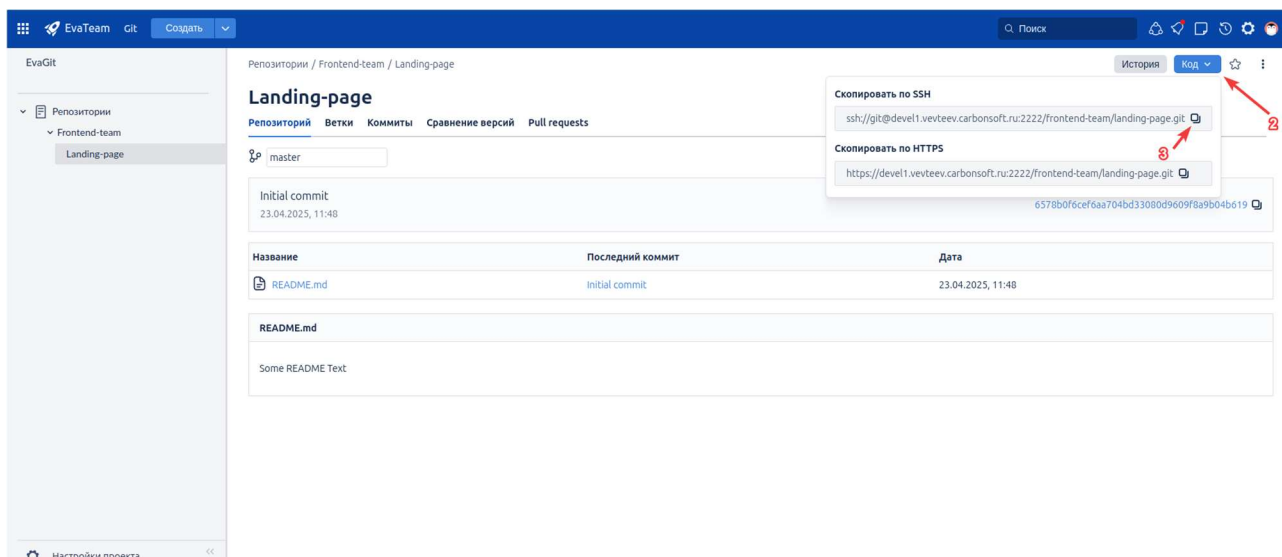 EvaTeam Git Создать Поиск
EvaGit
Репозитории / Frontend-team / Landing-page
История Код
Landing-page
Скопировать по SSH
Репозитории
Репозиторий Ветки Коммиты Сравнение версий Pull requests
ssh://git@devel1.vevteev.carbonsoft.ru:2222/frontend-team/landing-page.git
2
Frontend-team
Скопировать по HTTPS
3
Landing-page
master
https://devel1.vevteev.carbonsoft.ru:2222/frontend-team/landing-page.git
Initial commit
6578b0f6cef6aa704bd33080d9609f8a9b04b619
23.04.2025, 11:48
Название Последний коммит Дата
README.md Initial commit 23.04.2025, 11:48
README.md
Some README Text
Настройки проекта